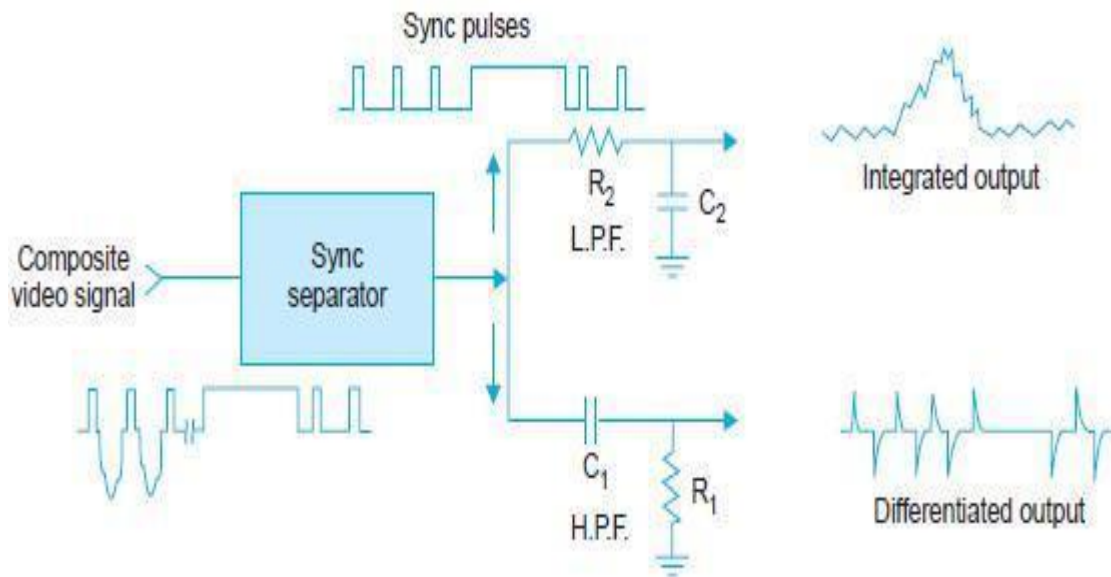 Sync pulses
Integrated output
R2
C2
L.P.F.
Composite
video signal
Sync
separator
C1
R1
H.P.F.
Differentiated output